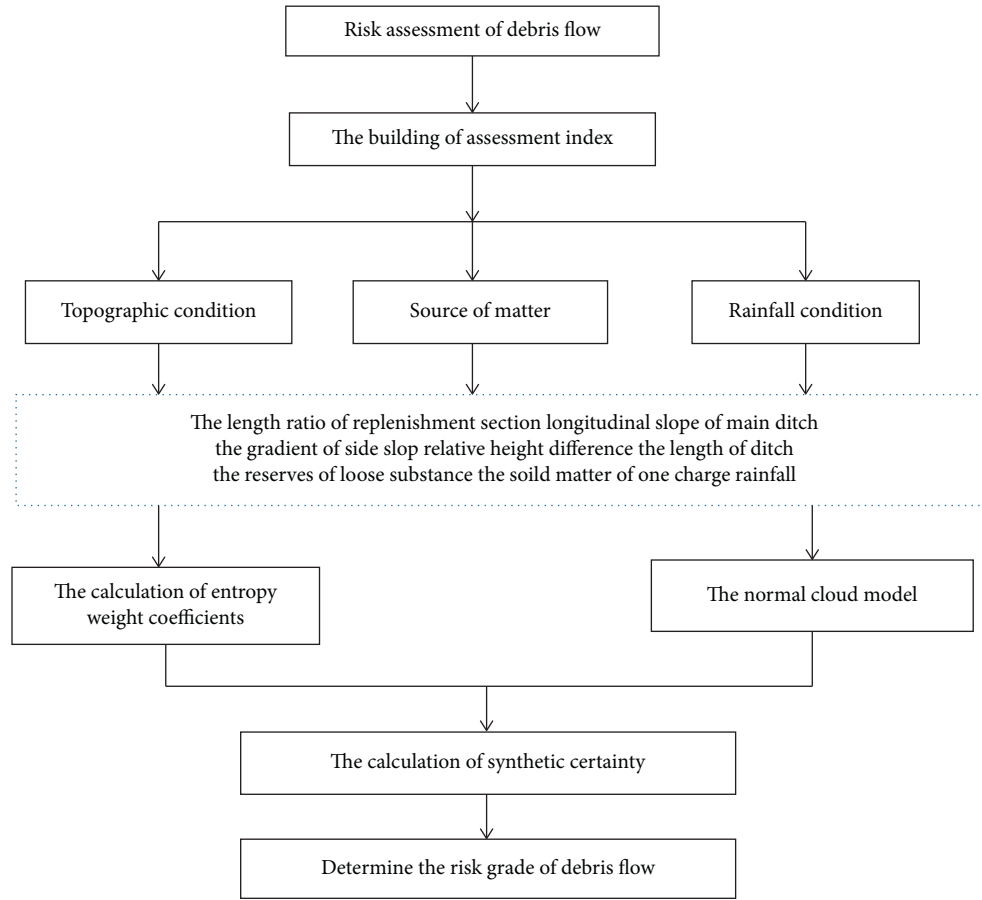 Risk assessment of debris flow
The building of assessment index
Topographic condition
Source of matter
Rainfall condition
The length ratio of replenishment section longitudinal slope of main ditch
the gradient of side slop relative height difference the length of ditch
the reserves of loose substance the soild matter of one charge rainfall
The calculation of entropy
weight coefficients
The normal cloud model
The calculation of synthetic certainty
Determine the risk grade of debris flow